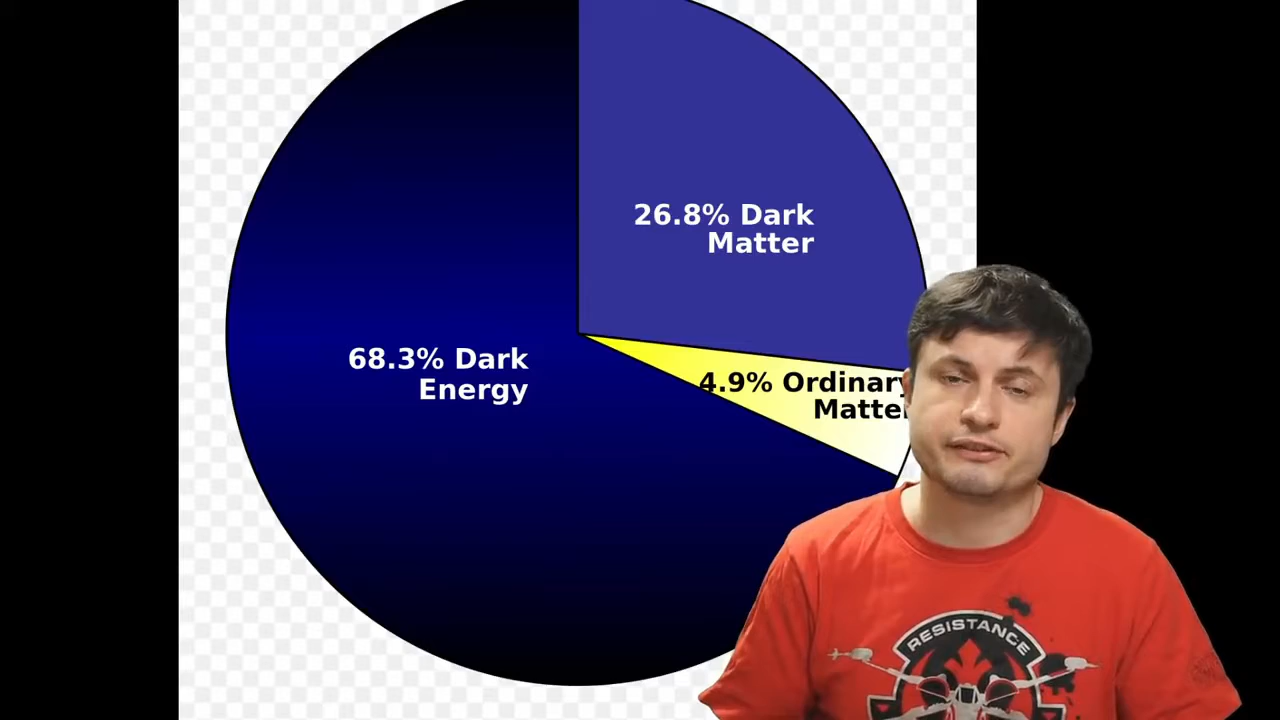 26.8% Dark
Matter
68.3% Dark
Energy
4.9% Ordinary
Matter
RESISTANCE